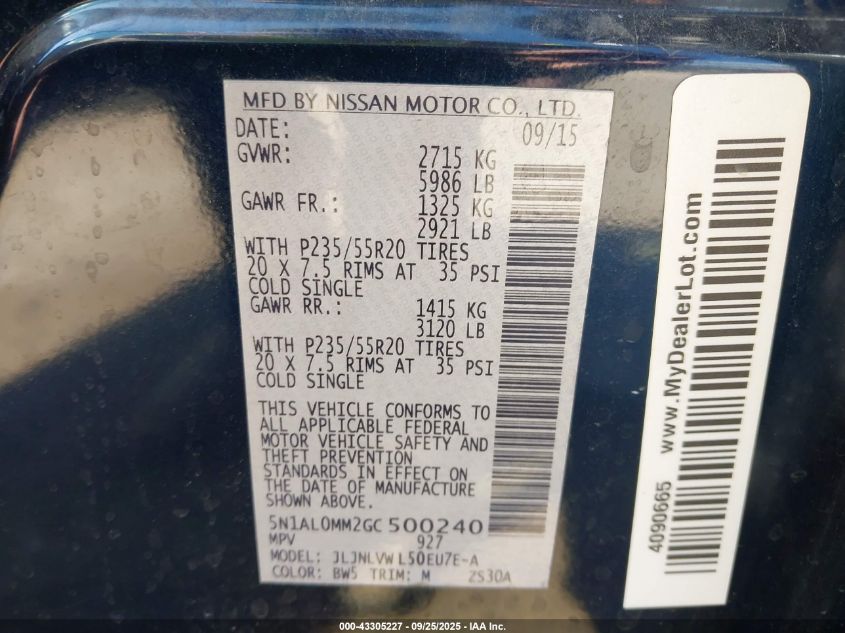 MFD BY NISSAN MOTOR CO., LTD.
DATE: 09/15
GVWR: 2715 KG
5986 LB
GAWR FR.: 1325 KG
2921 LB
WITH P235/55R20 TIRES
20 X 7.5 RIMS AT 35 PSI
COLD SINGLE
GAWR RR.: 1415 KG
3120 LB
WITH P235/55R20 TIRES
20 X 7.5 RIMS AT 35 PSI
COLD SINGLE
THIS VEHICLE CONFORMS TO
ALL APPLICABLE FEDERAL
MOTOR VEHICLE SAFETY AND
THEFT PREVENTION
STANDARDS IN EFFECT ON
THE DATE OF MANUFACTURE
SHOWN ABOVE.
5N1AL0MM2GC500240
MPV 927
MODEL: JLJNLVW L50EU7E-A
COLOR: BW5 TRIM: M ZS30A
4090665 www.MyDealerLot.com
000-43305227 - 09/25/2025 - IAA Inc.